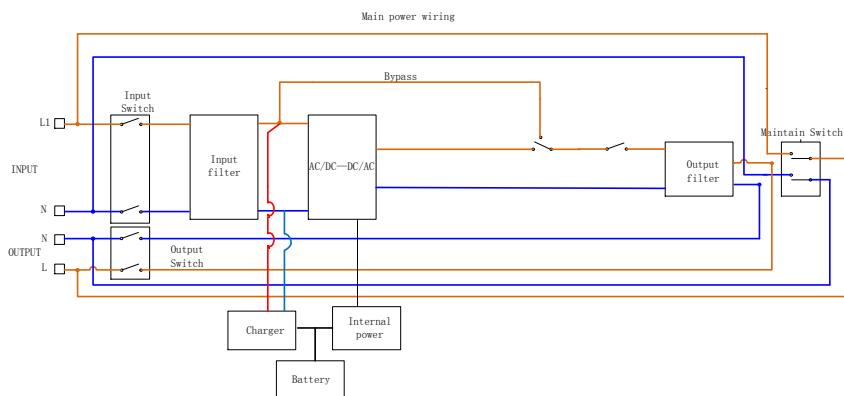 Main power wiring
Bypass
Input
Switch
L1
Maintain Switch
Input
filter
AC/DC—DC/AC
Output
filter
INPUT
N
N
OUTPUT
L
Output
Switch
Charger
Internal
power
Battery